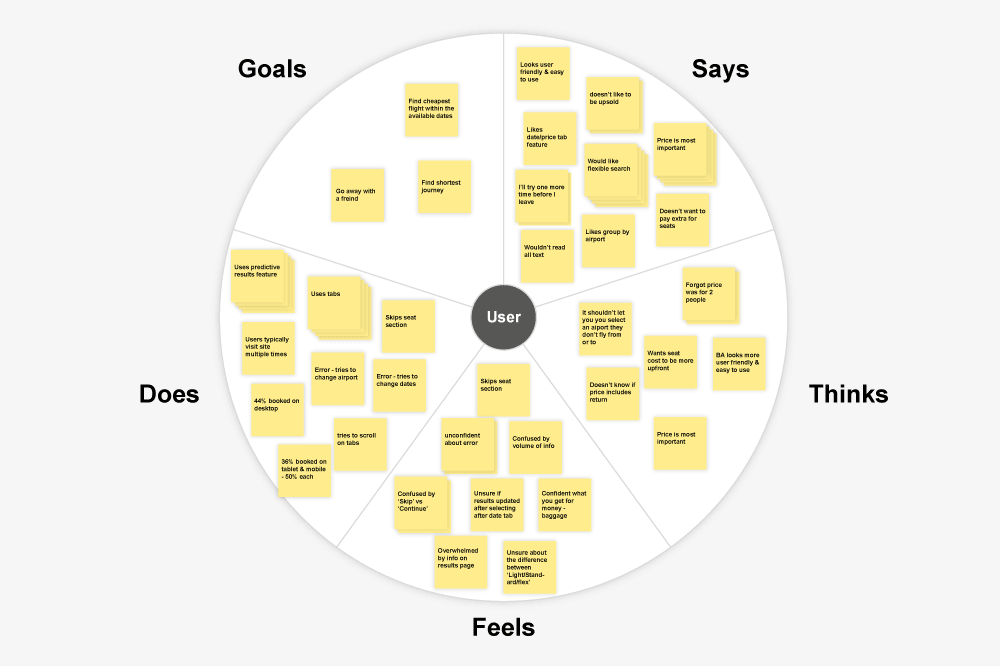 Goals
Find cheapest
flight within the
available dates
Go away with
a freind
Find shortest
journey
Says
Looks user
friendly & easy
to use
doesn't like to
be upsold
Likes
date/price tab
feature
Price is most
important
Would like
flexible search
I'll try one more
time before I
leave
Doesn't want to
pay extra for
seats
Likes group by
airport
Wouldn't read
all text
User
Thinks
Forgot price
was for 2
people
It shouldn't let
you you select
an aiport they
don't fly from
or to
Wants seat
cost to be more
upfront
BA looks more
user friendly &
easy to use
Doesn't know if
price includes
return
Price is most
important
Does
Uses predictive
results feature
Uses tabs
Skips seat
section
Users typically
visit site
multiple times
Error - tries to
change airport
Error - tries to
change dates
44% booked on
desktop
tries to scroll
on tabs
36% booked on
tablet & mobile
- 50% each
Feels
Skips seat
section
unconfident
about error
Confused by
volume of info
Confused by
'Skip' vs
'Continue'
Unsure if
results updated
after selecting
after date tab
Confident what
you get for
money -
baggage
Overwhelmed
by info on
results page
Unsure about
the difference
between
'Light/Stand-
ard/flex'